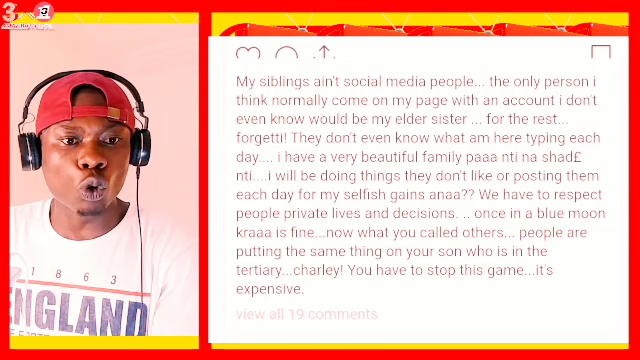 3
3
My siblings ain't social media people... the only person i
think normally come on my page with an account i don't
even know would be my elder sister ... for the rest...
forgetti! They don't even know what am here typing each
day.... i have a very beautiful family paaa nti na shad£
nti....i will be doing things they don't like or posting them
each day for my selfish gains anaa?? We have to respect
people private lives and decisions. .. once in a blue moon
kraaa is fine...now what you called others... people are
putting the same thing on your son who is in the
tertiary...charley! You have to stop this game...it's
expensive.
view all 19 comments
1863
ENGLAND